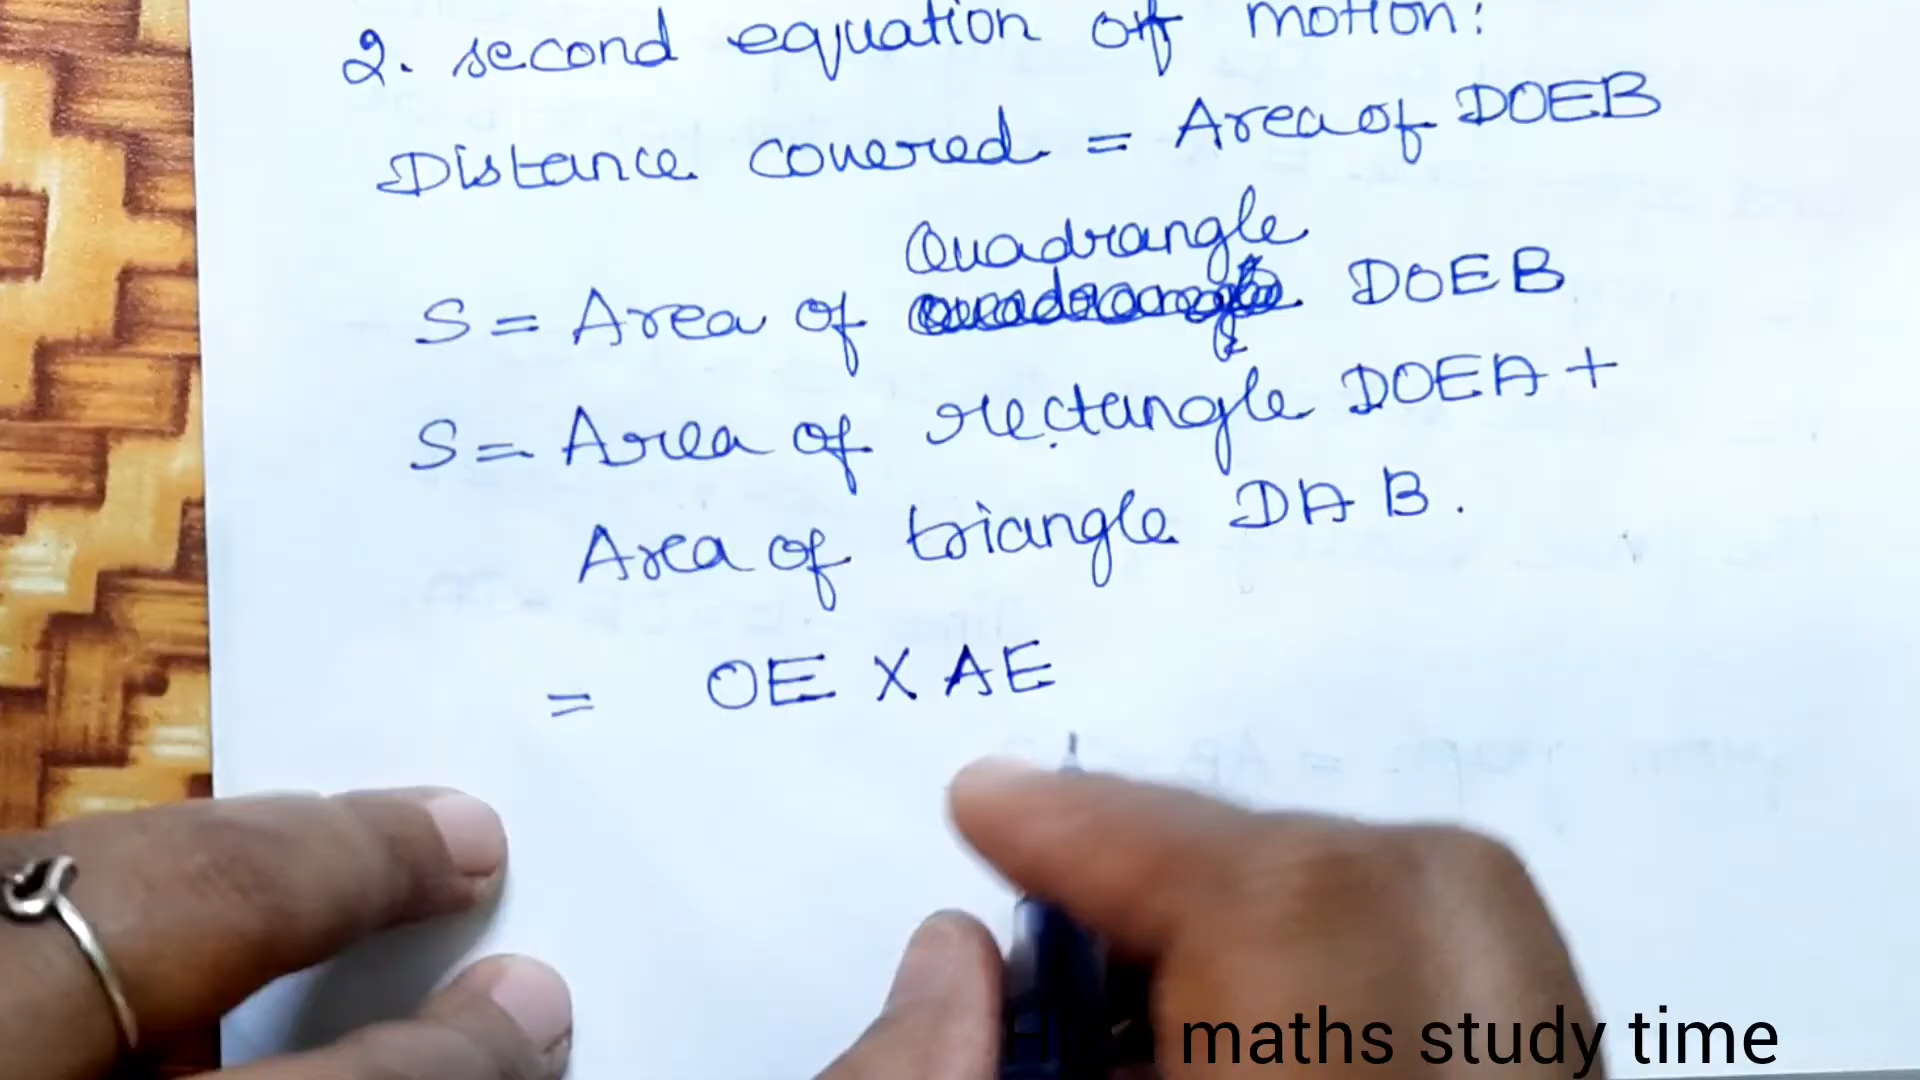 2. second equation of motion:
Distance covered = Area of DOEB
Quadrangle
S = Area of DOEB
S = Area of rectangle DOEA +
Area of triangle DAB.
= OE X AE
maths study time